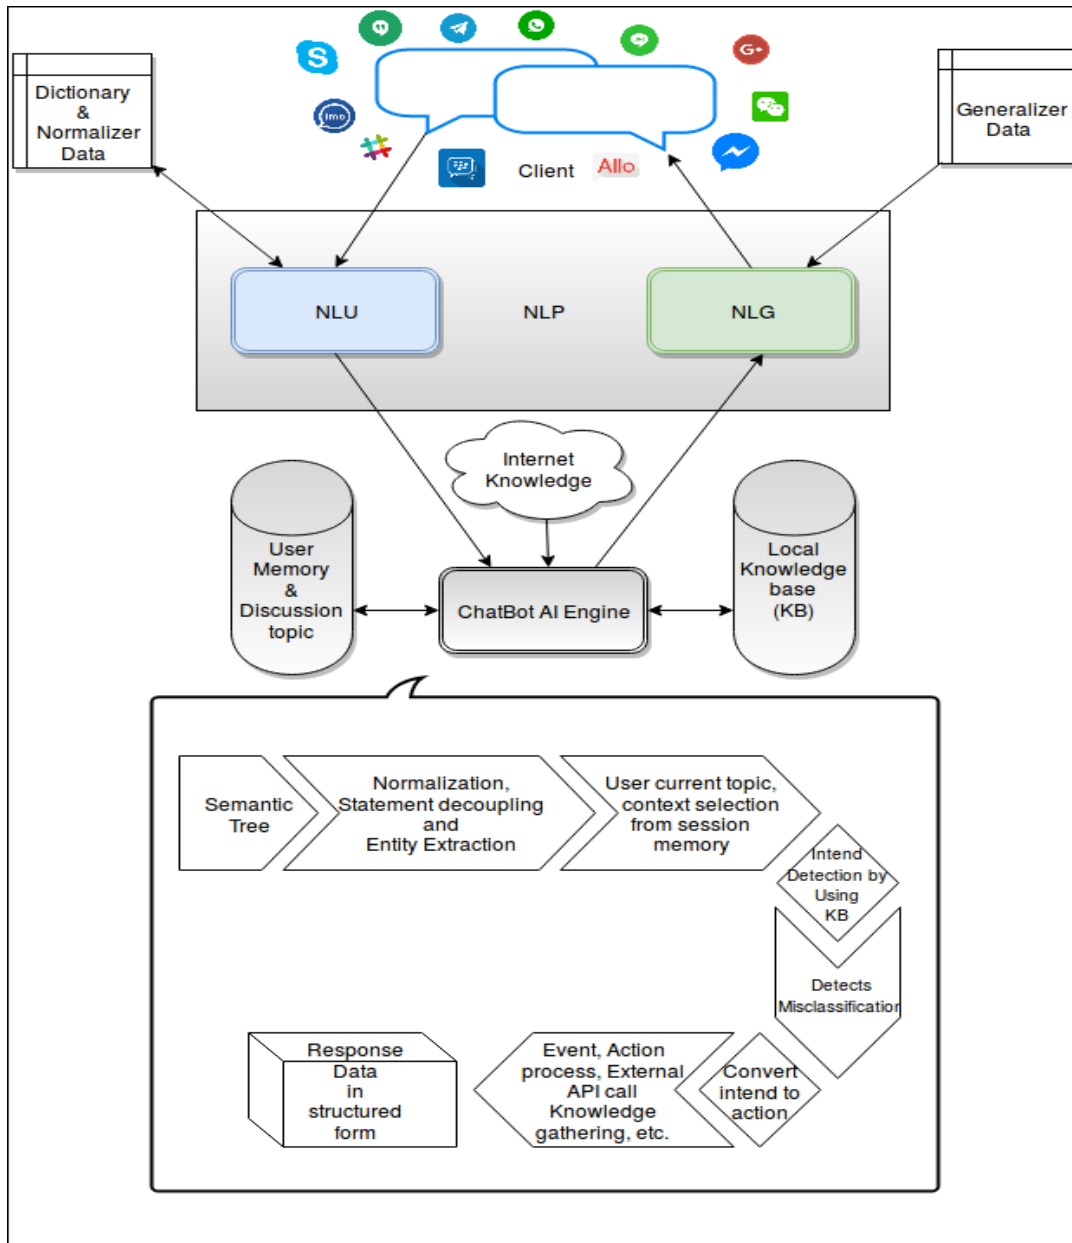 Dictionary
&
Normalizer
Data
S
imo
G+
Client
Allo
Generalizer
Data
NLU
NLP
NLG
Internet
Knowledge
User
Memory
&
Discussion
topic
ChatBot AI Engine
Local
Knowledge
base
(KB)
Semantic
Tree
Normalization,
Statement decoupling
and
Entity Extraction
User current topic,
context selection
from session
memory
Intend
Detection by
Using
KB
Detects
Misclassification
Convert
intend to
action
Event, Action
process, External
API call
Knowledge
gathering, etc.
Response
Data
in
structured
form